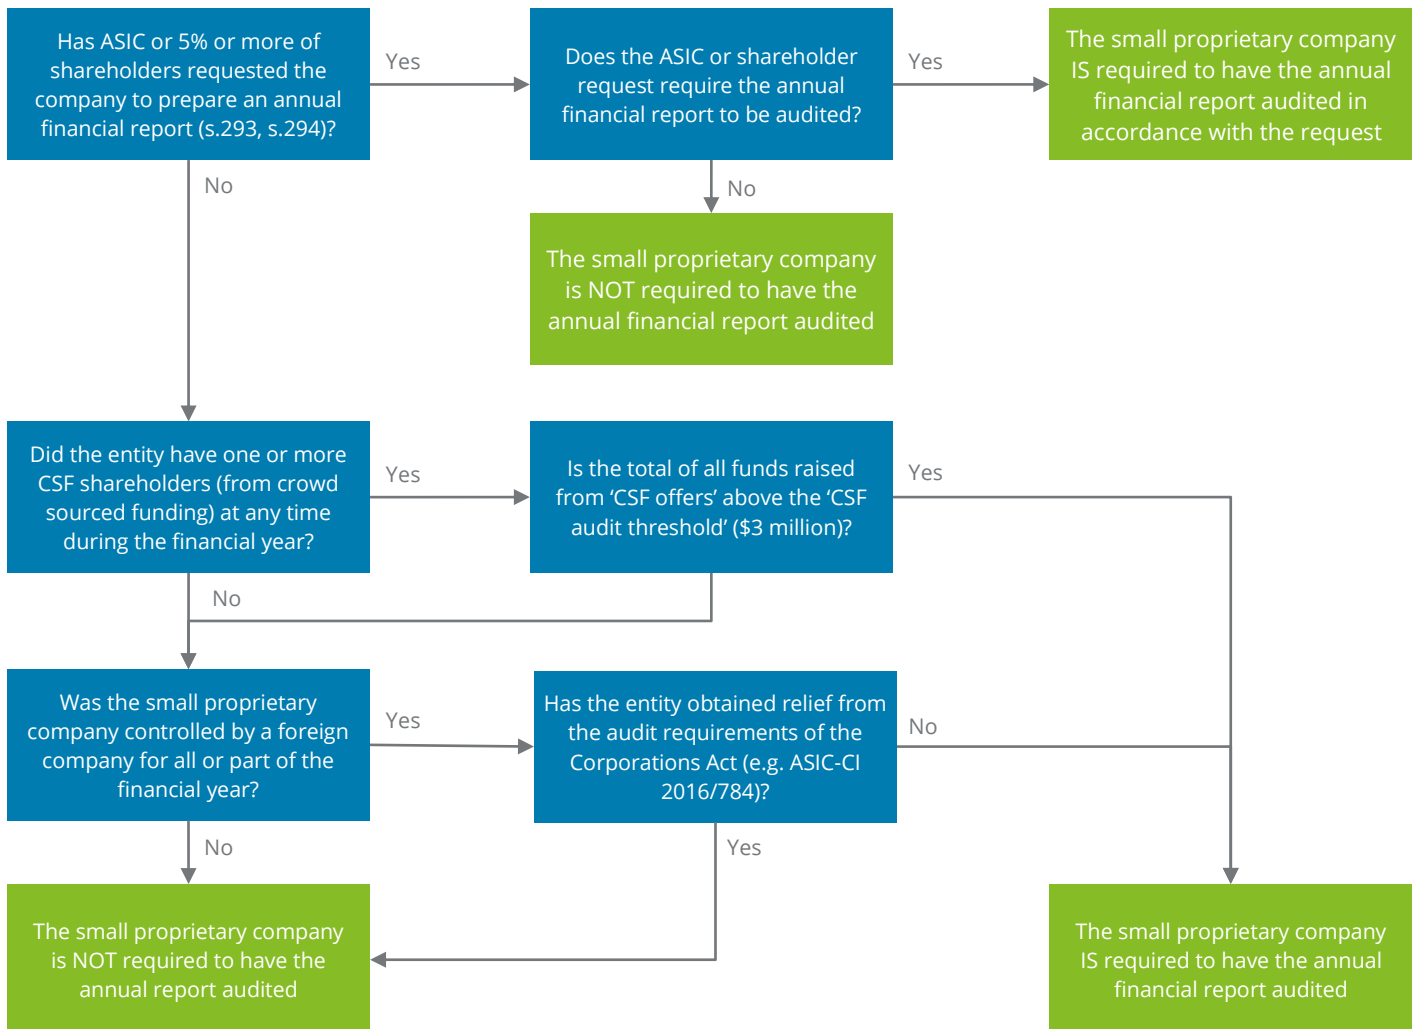 Has ASIC or 5% or more of
shareholders requested the
company to prepare an annual
financial report (s.293, s.294)?
Yes
Does the ASIC or shareholder
request require the annual
financial report to be audited?
Yes
The small proprietary company
IS required to have the annual
financial report audited in
accordance with the request
No
No
The small proprietary company
is NOT required to have the
annual financial report audited
Did the entity have one or more
CSF shareholders (from crowd
sourced funding) at any time
during the financial year?
Yes
Is the total of all funds raised
from ‘CSF offers’ above the ‘CSF
audit threshold’ ($3 million)?
Yes
No
Was the small proprietary
company controlled by a foreign
company for all or part of the
financial year?
Yes
Has the entity obtained relief from
the audit requirements of the
Corporations Act (e.g. ASIC-CI
2016/784)?
No
No
Yes
The small proprietary company
is NOT required to have the
annual report audited
The small proprietary company
IS required to have the annual
financial report audited